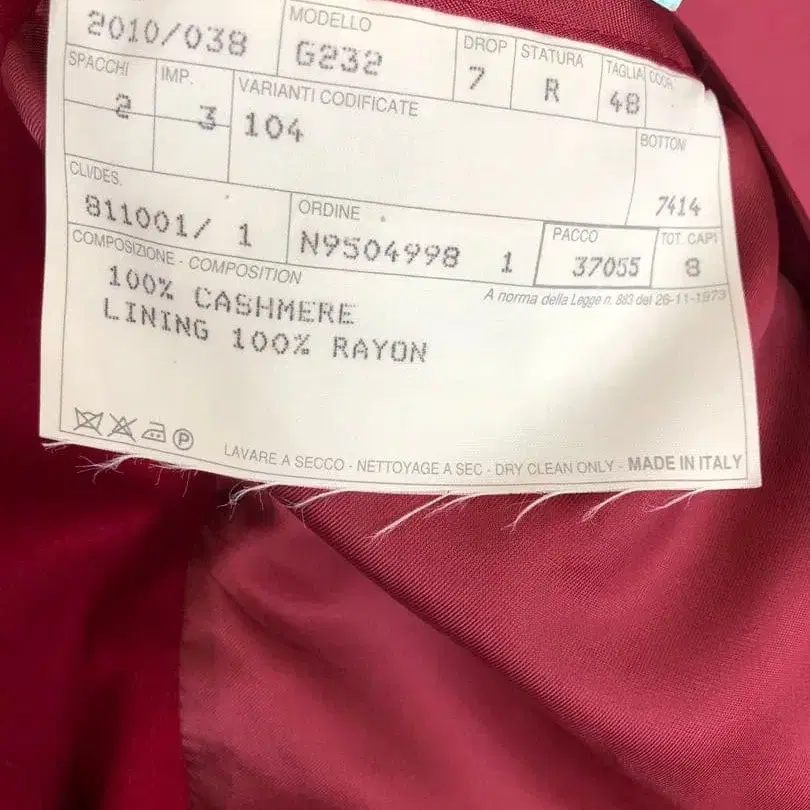 2010/038
MODELLO
G232
DROP
7
STATURA
R
TAGLIA
48
SPACCHI
2
IMP.
3
VARIANTI CODIFICATE
104
BOTTONI
7414
CLI/DES.
811001/ 1
ORDINE
N9504998 1
PACCO
37055
TOT. CAPI
8
COMPOSIZIONE - COMPOSITION
A norma della Legge n. 883 del 26-11-1973
100% CASHMERE
LINING 100% RAYON
P
LAVARE A SECCO - NETTOYAGE A SEC - DRY CLEAN ONLY - MADE IN ITALY